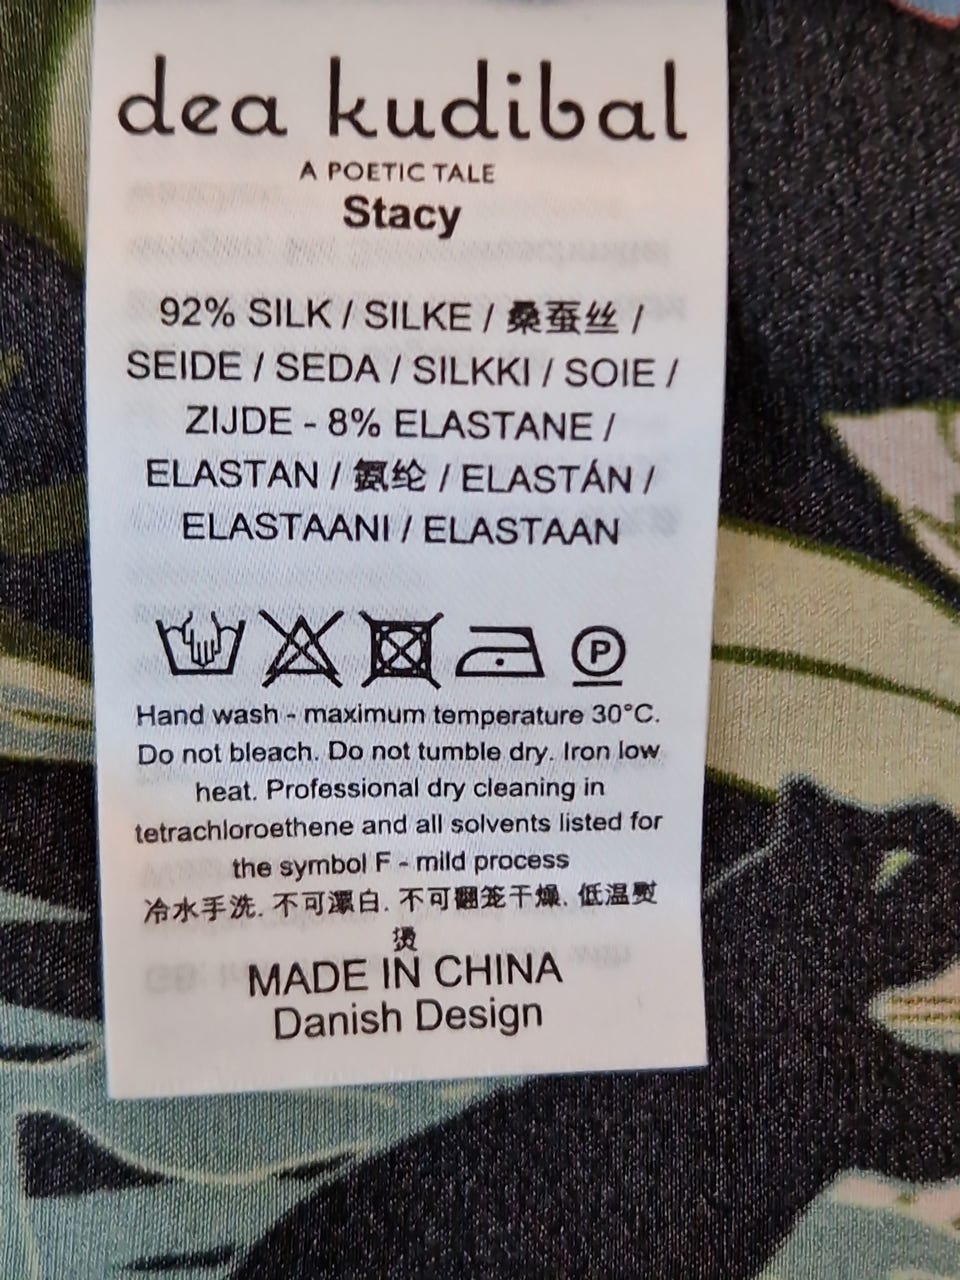 dea kudibal
A POETIC TALE
Stacy
92% SILK / SILKE / 桑蚕丝 /
SEIDE / SEDA / SILKKI / SOIE /
ZIJDE - 8% ELASTANE /
ELASTAN / 氨纶 / ELASTÁN /
ELASTAANI / ELASTAAN
P
Hand wash - maximum temperature 30°C.
Do not bleach. Do not tumble dry. Iron low
heat. Professional dry cleaning in
tetrachloroethene and all solvents listed for
the symbol F - mild process
冷水手洗. 不可漂白. 不可翻笼干燥. 低温熨
烫
MADE IN CHINA
Danish Design